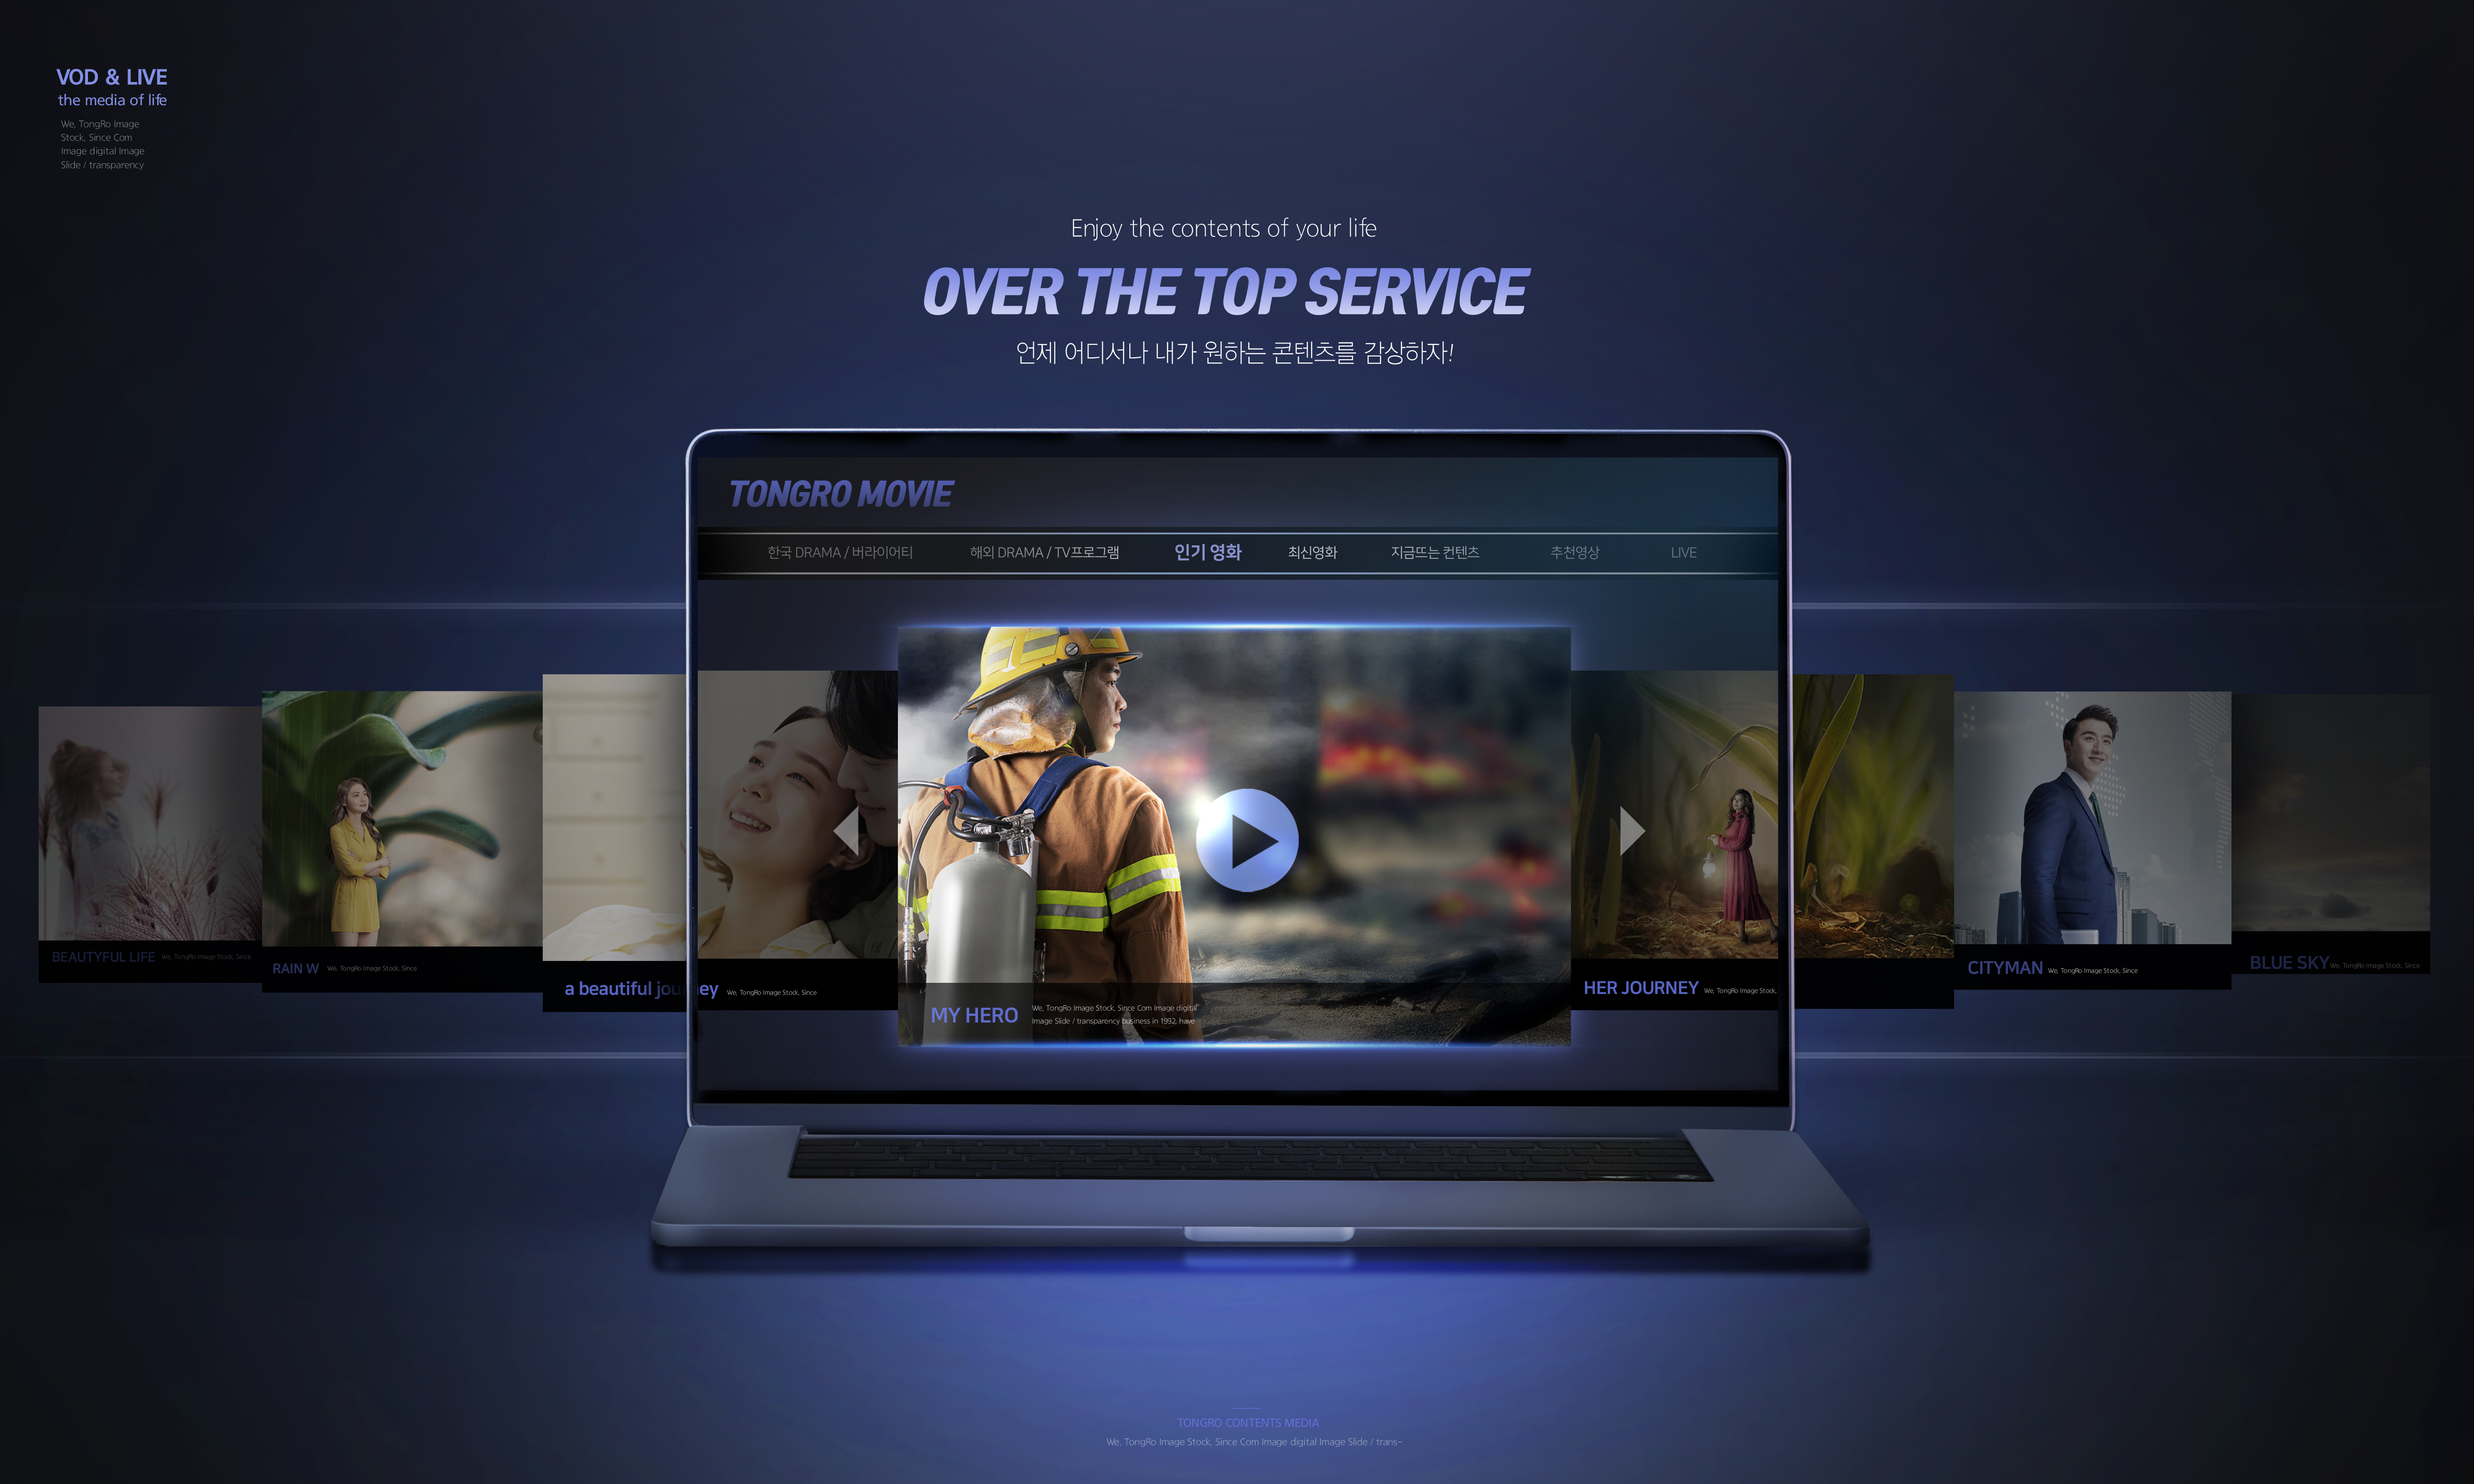 VOD & LIVE
the media of life
We, TongRo Image
Stock, Since Com
Image digital Image
Slide / transparency
Enjoy the contents of your life
OVER THE TOP SERVICE
언제 어디서나 내가 원하는 콘텐츠를 감상하자!
TONGRO MOVIE
한국 DRAMA / 버라이어티 해외 DRAMA / TV프로그램 인기 영화 최신영화 지금뜨는 컨텐츠 추천영상 LIVE
BEAUTYFUL LIFE We, TongRo Image Stock, Since
RAIN W We, TongRo Image Stock, Since
a beautiful journey We, TongRo Image Stock, Since
MY HERO
We, TongRo Image Stock, Since Com Image digital
Image Slide / transparency business in 1992, have
HER JOURNEY We, TongRo Image Stock,
CITYMAN We, TongRo Image Stock, Since
BLUE SKY We, TongRo Image Stock, Since
TONGRO CONTENTS MEDIA
We, TongRo Image Stock, Since Com Image digital Image Slide / trans-